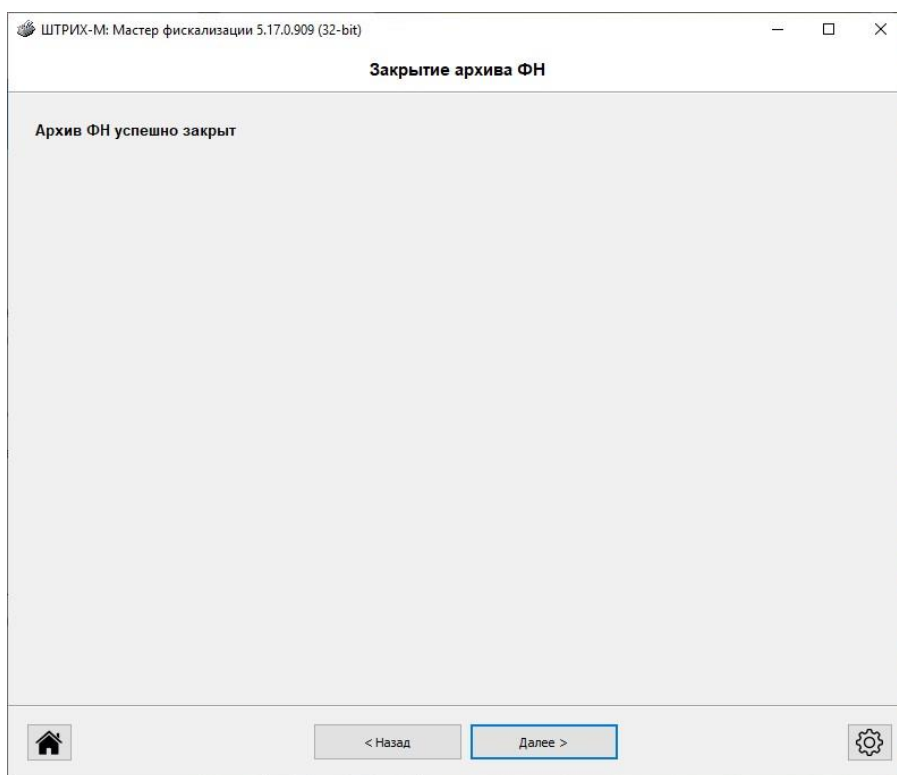 ШТРИХ-М: Мастер фискализации 5.17.0.909 (32-bit)
Закрытие архива ФН
Архив ФН успешно закрыт
< Назад
Далее >